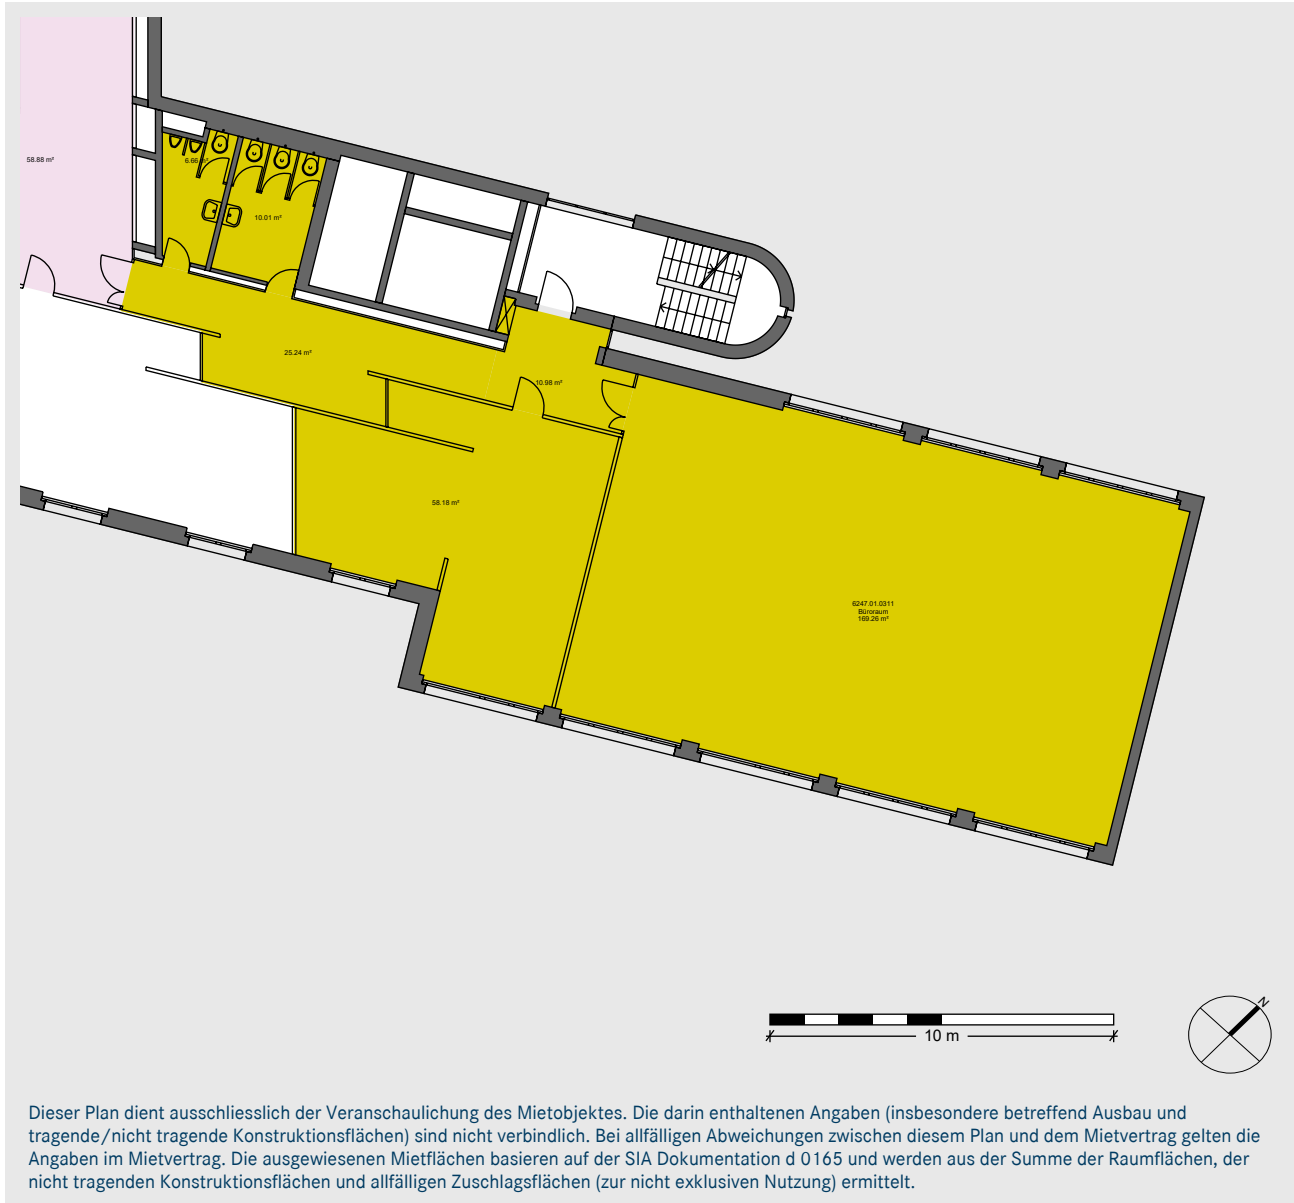 58.88 m²
6.66 m²
10.01 m²
25.24 m²
10.98 m²
58.18 m²
6247.01.0311
Büroraum
169.26 m²
N
10 m
Dieser Plan dient ausschliesslich der Veranschaulichung des Mietobjektes. Die darin enthaltenen Angaben (insbesondere betreffend Ausbau und
tragende/nicht tragende Konstruktionsflächen) sind nicht verbindlich. Bei allfälligen Abweichungen zwischen diesem Plan und dem Mietvertrag gelten die
Angaben im Mietvertrag. Die ausgewiesenen Mietflächen basieren auf der SIA Dokumentation d 0165 und werden aus der Summe der Raumflächen, der
nicht tragenden Konstruktionsflächen und allfälligen Zuschlagsflächen (zur nicht exklusiven Nutzung) ermittelt.